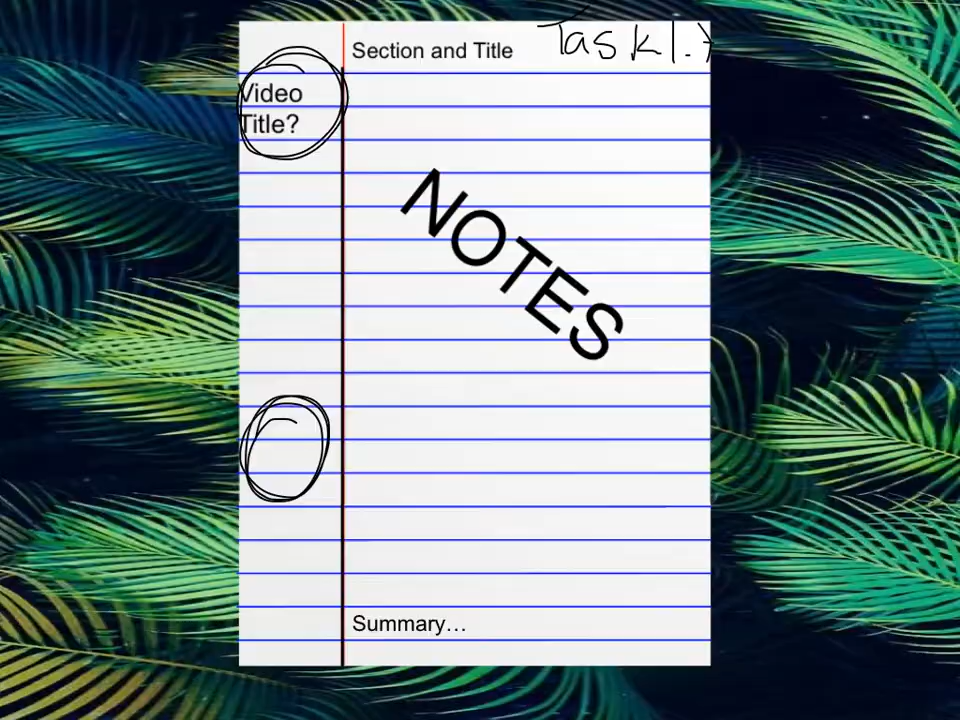 Section and Title
Task 1.
Video
Title?
NOTES
Summary…